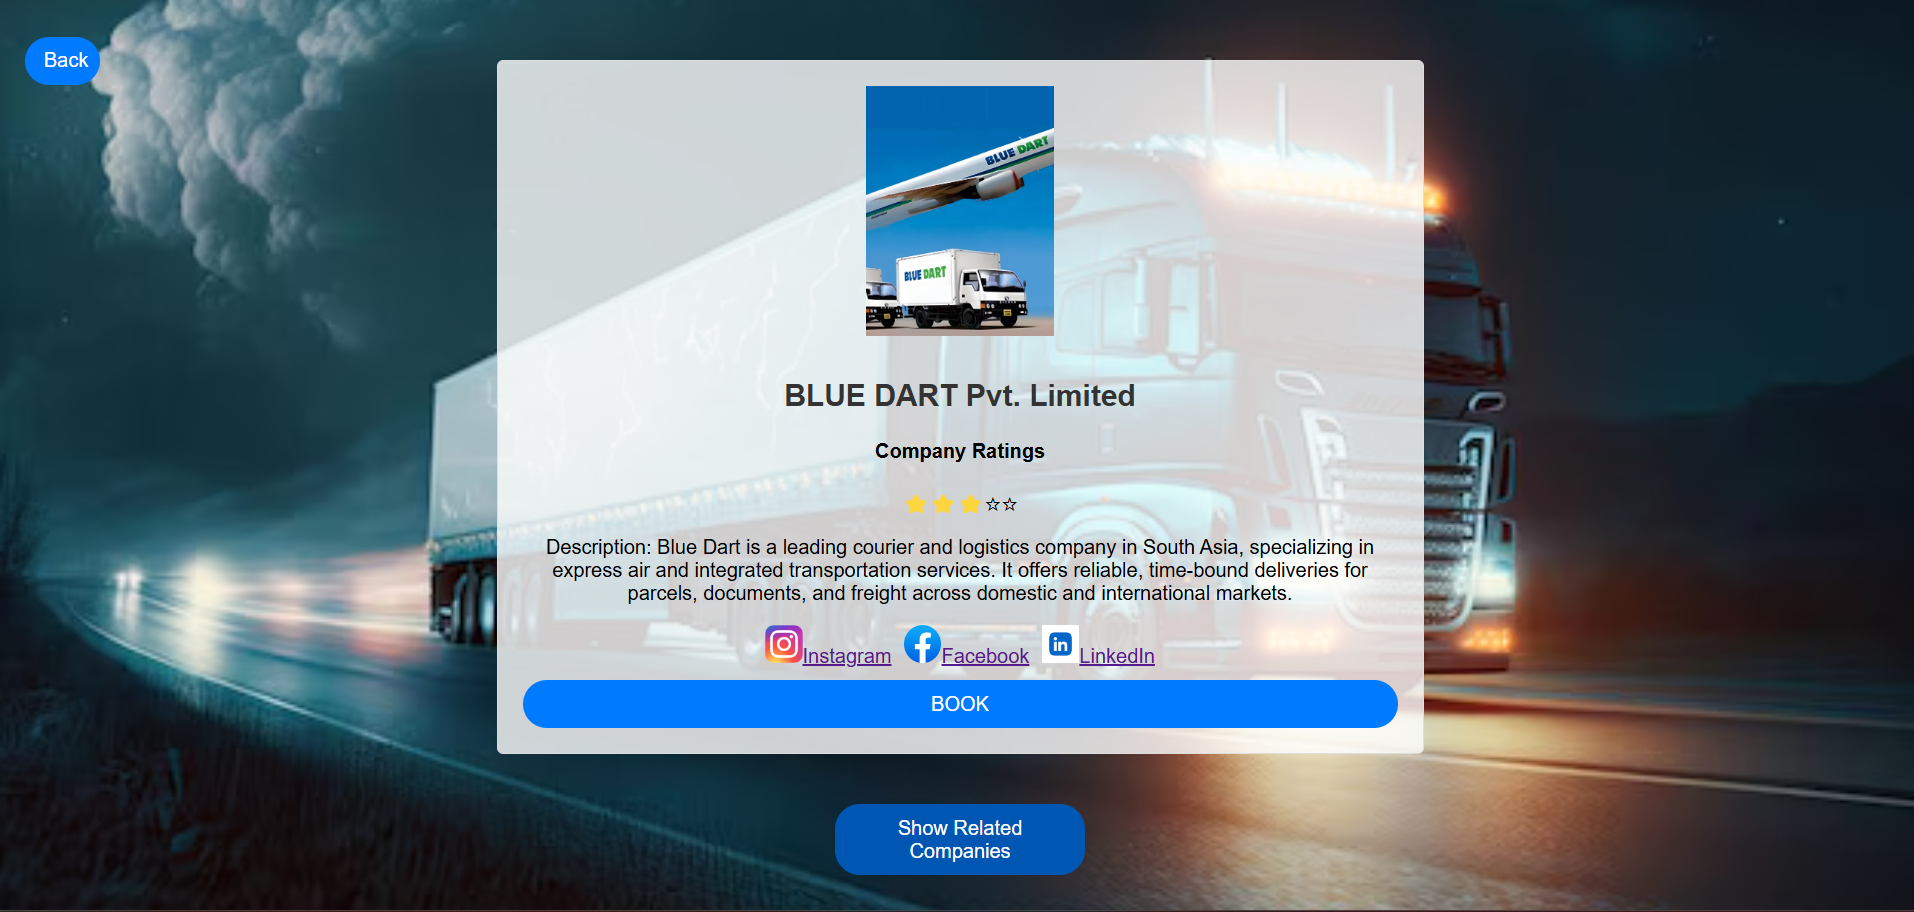 Back
BLUE DART
BLUE DART
BLUE DART Pvt. Limited
Company Ratings
Description: Blue Dart is a leading courier and logistics company in South Asia, specializing in
express air and integrated transportation services. It offers reliable, time-bound deliveries for
parcels, documents, and freight across domestic and international markets.
Instagram Facebook in LinkedIn
BOOK
Show Related
Companies